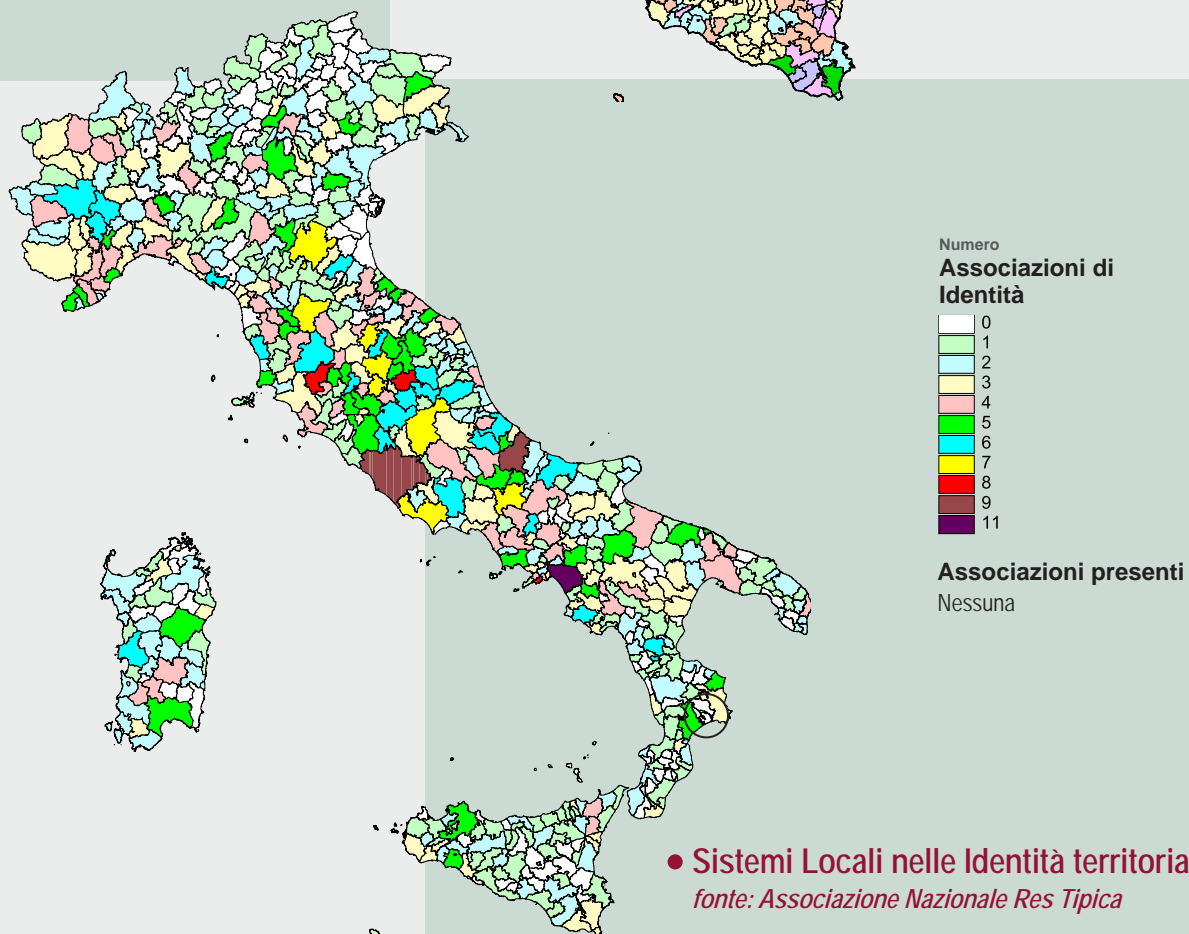 Numero
Associazioni di
Identità
0
1
2
3
4
5
6
7
8
9
11
Associazioni presenti
Nessuna
• Sistemi Locali nelle Identità territoria
fonte: Associazione Nazionale Res Tipica